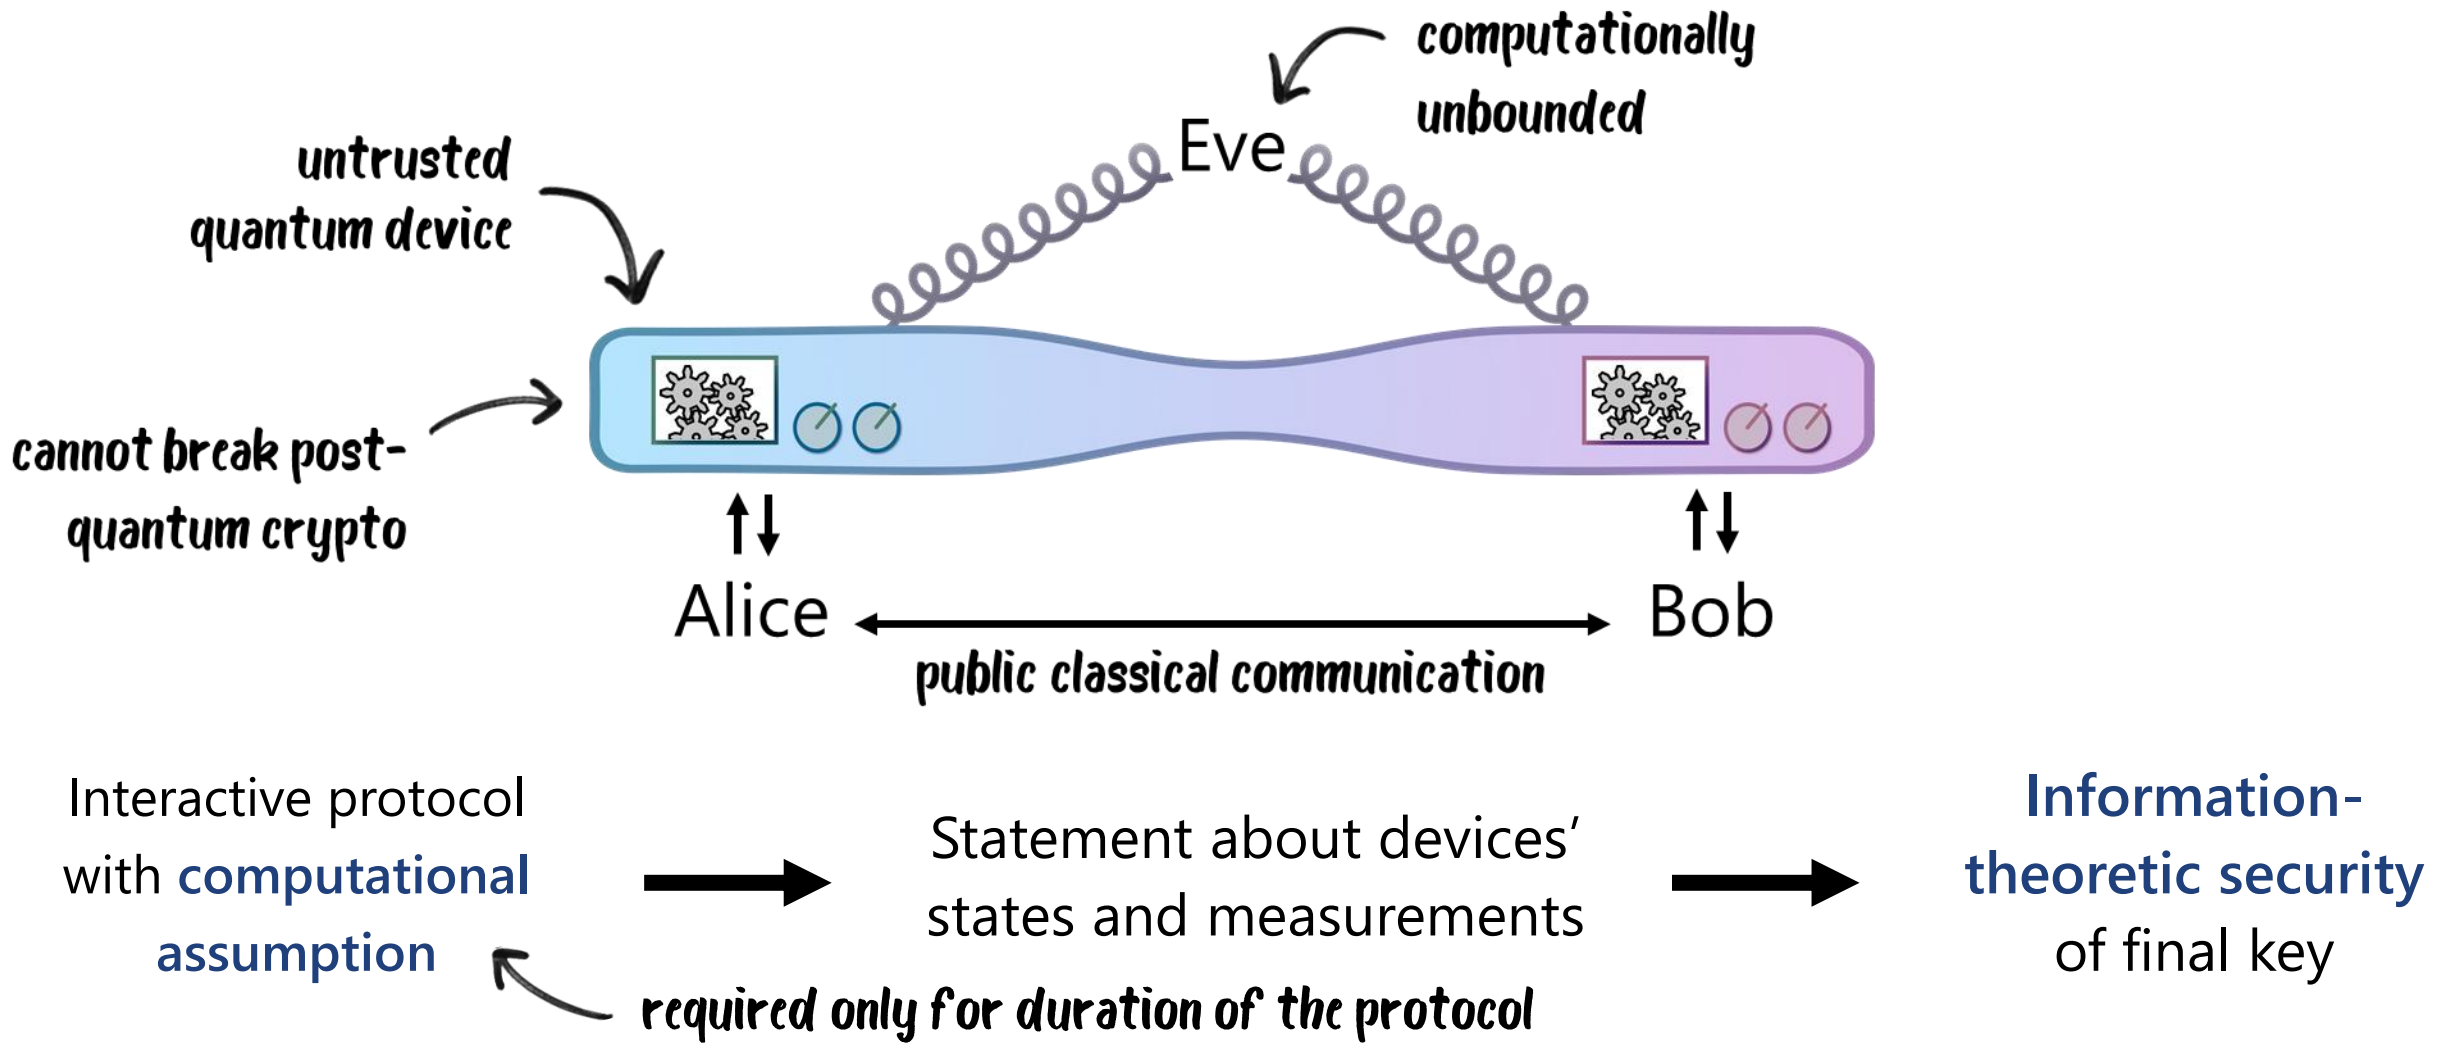 computationally
unbounded
Eve
untrusted
quantum device
cannot break post-
quantum crypto
Alice
Bob
public classical communication
Interactive protocol
with computational
assumption
Statement about devices’
states and measurements
Information-
theoretic security
of final key
required only for duration of the protocol